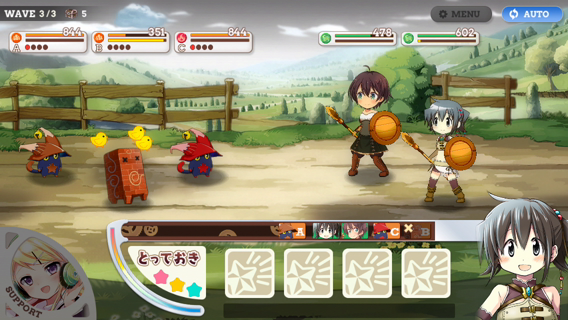 WAVE 3/3 5
MENU
AUTO
844
351
844
478
602
A
B
C
A
C
B
とっておき
SUPPORT